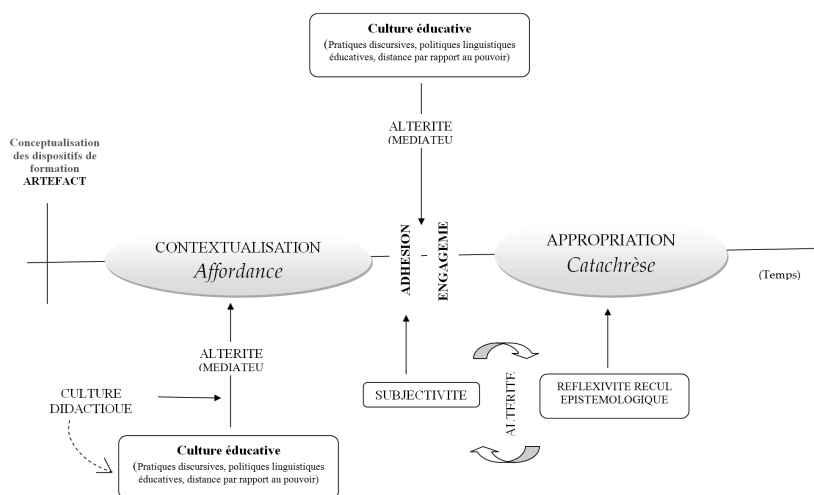 Culture éducative
(Pratiques discursives, politiques linguistiques
éducatives, distance par rapport au pouvoir)
ALTERITE
(MEDIATEU
Conceptualisation
des dispositifs de
formation
ARTEFACT
CONTEXTUALISATION
Affordance
ADHESION
-
ENGAGEME
APPROPRIATION
Catachrèse
(Temps)
ALTERITE
(MEDIATEU
CULTURE
DIDACTIQUE
SUBJECTIVITE
ALTERITE
REFLEXIVITE RECUL
EPISTEMOLOGIQUE
Culture éducative
(Pratiques discursives, politiques linguistiques
éducatives, distance par rapport au pouvoir)